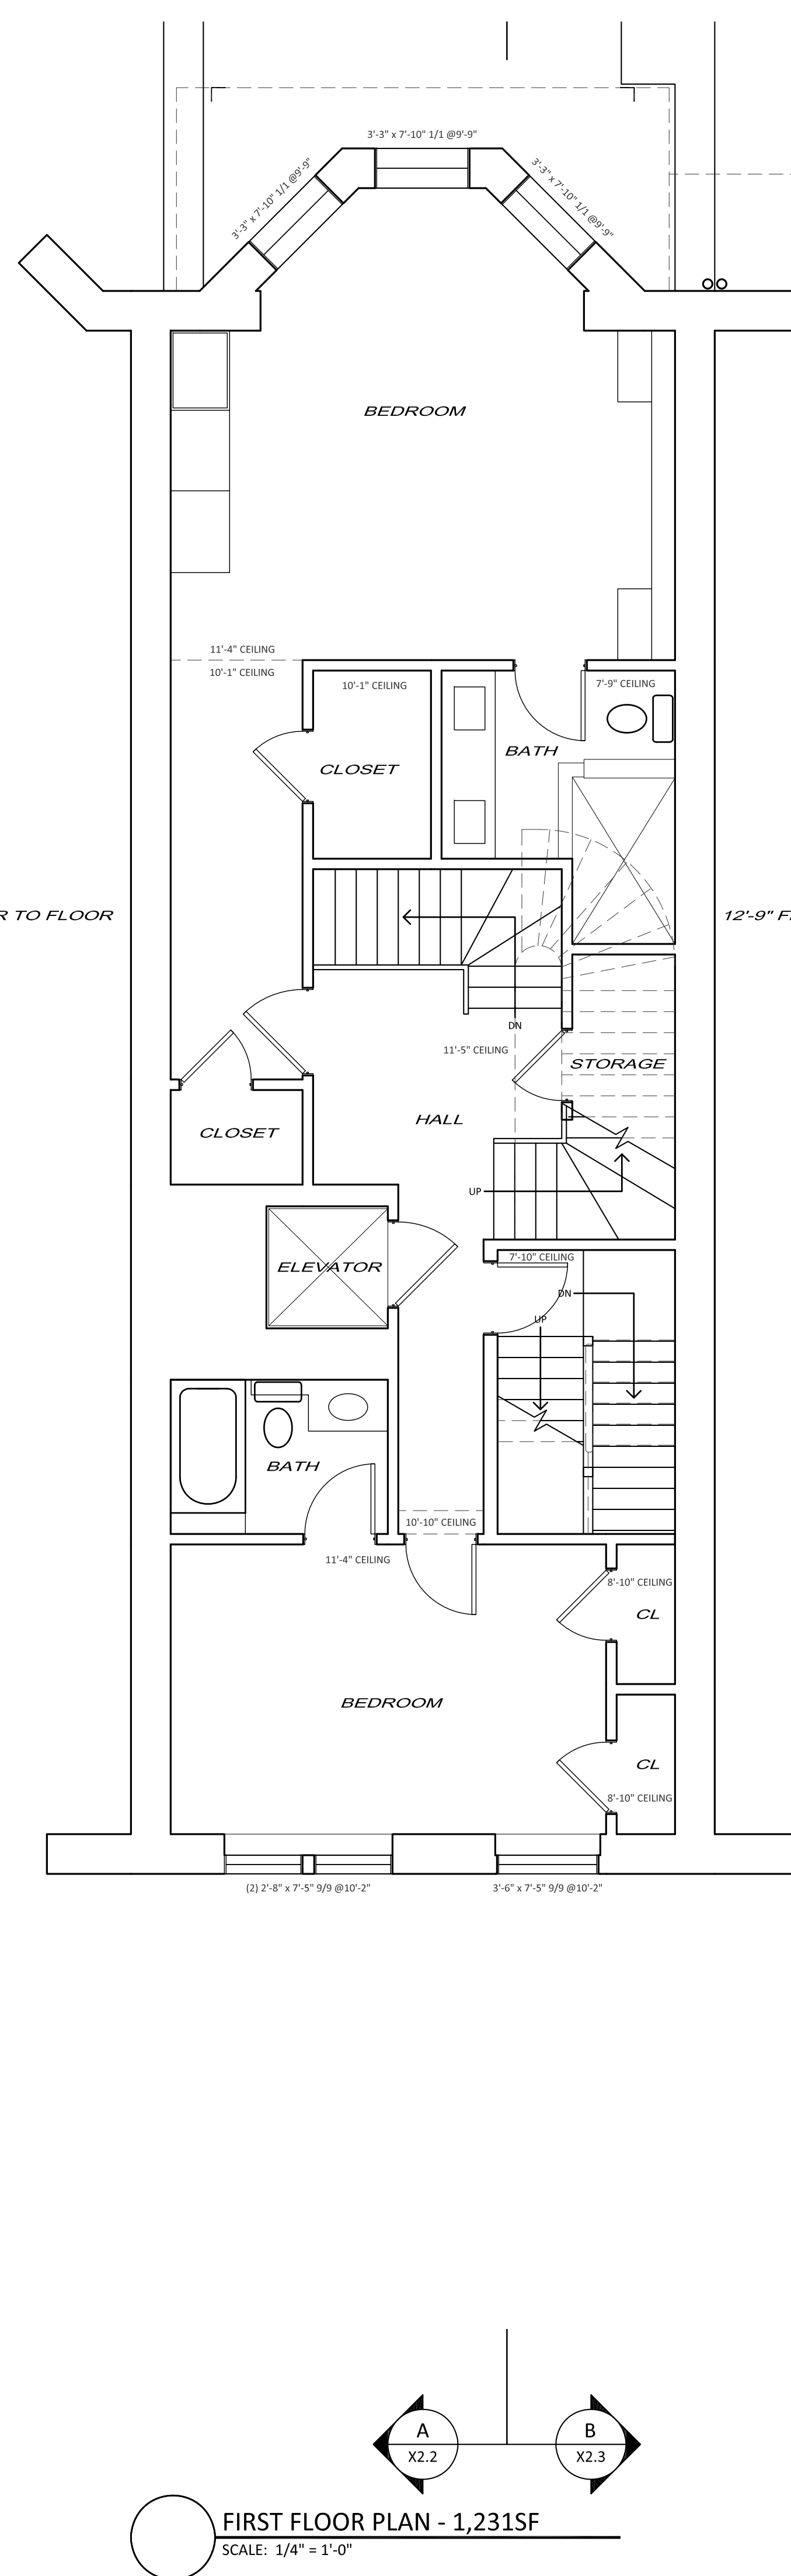 3'-3" x 7'-10" 1/1 @9'-9"
3'-3" x 7'-10" 1/1 @9'-9"
3'-3" x 7'-10" 1/1 @9'-9"
BEDROOM
11'-4" CEILING
10'-1" CEILING
10'-1" CEILING
7'-9" CEILING
BATH
CLOSET
R TO FLOOR
12'-9" F
DN
11'-5" CEILING
STORAGE
HALL
CLOSET
UP
7'-10" CEILING
ELEVATOR
DN
UP
BATH
10'-10" CEILING
11'-4" CEILING
8'-10" CEILING
CL
BEDROOM
CL
8'-10" CEILING
(2) 2'-8" x 7'-5" 9/9 @10'-2"
3'-6" x 7'-5" 9/9 @10'-2"
A
X2.2
B
X2.3
FIRST FLOOR PLAN - 1,231SF
SCALE: 1/4" = 1'-0"